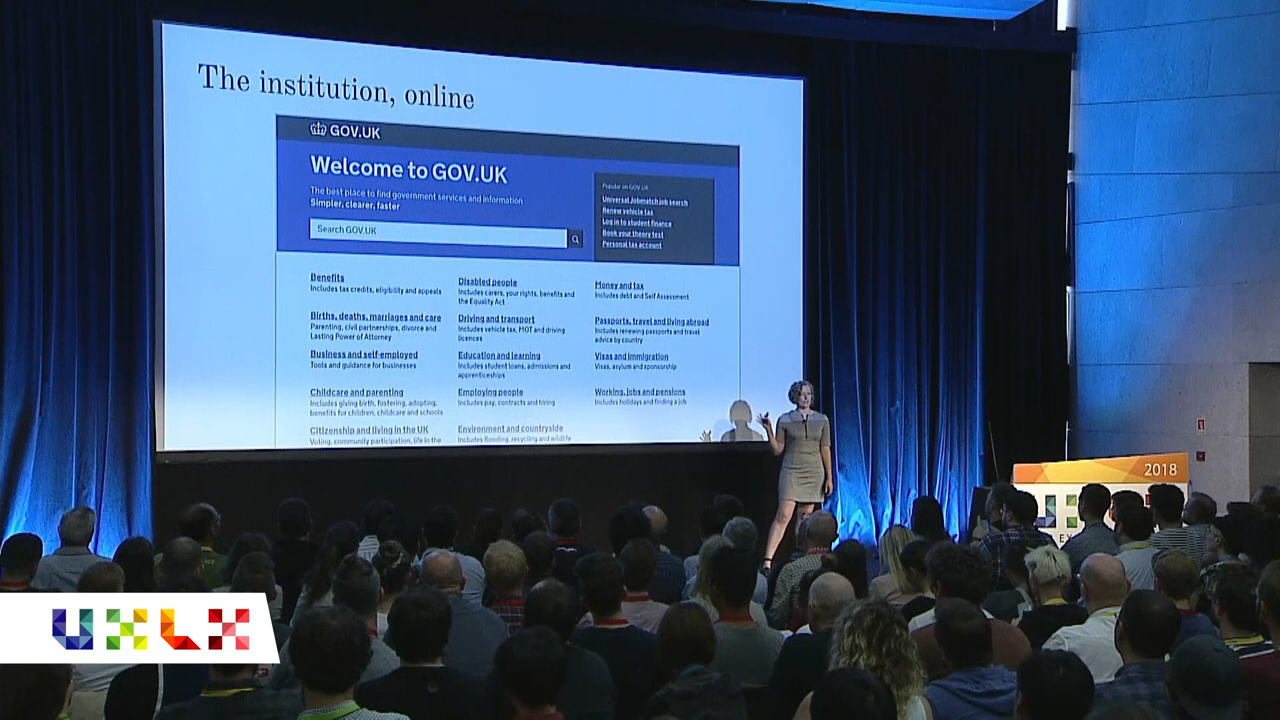 The institution, online
GOV.UK
Welcome to GOV.UK
The best place to find government services and information
Simpler, clearer, faster
Search GOV.UK
Popular on GOV.UK
Universal Jobmatch job search
Renew vehicle tax
Log in to student finance
Book your theory test
Personal tax account
Benefits
Includes tax credits, eligibility and appeals
Births, deaths, marriages and care
Parenting, civil partnerships, divorce and
Lasting Power of Attorney
Business and self-employed
Tools and guidance for businesses
Childcare and parenting
Includes giving birth, fostering, adopting,
benefits for children, childcare and schools
Citizenship and living in the UK
Voting, community participation, life in the
Disabled people
Includes carers, your rights, benefits and
the Equality Act
Driving and transport
Includes vehicle tax, MOT and driving
licences
Education and learning
Includes student loans, admissions and
apprenticeships
Employing people
Includes pay, contracts and hiring
Environment and countryside
Includes flooding, recycling and wildlife
Money and tax
Includes debt and Self Assessment
Passports, travel and living abroad
Includes renewing passports and travel
advice by country
Visas and immigration
Visas, asylum and sponsorship
Working, jobs and pensions
Includes holidays and finding a job
2018
UXLX